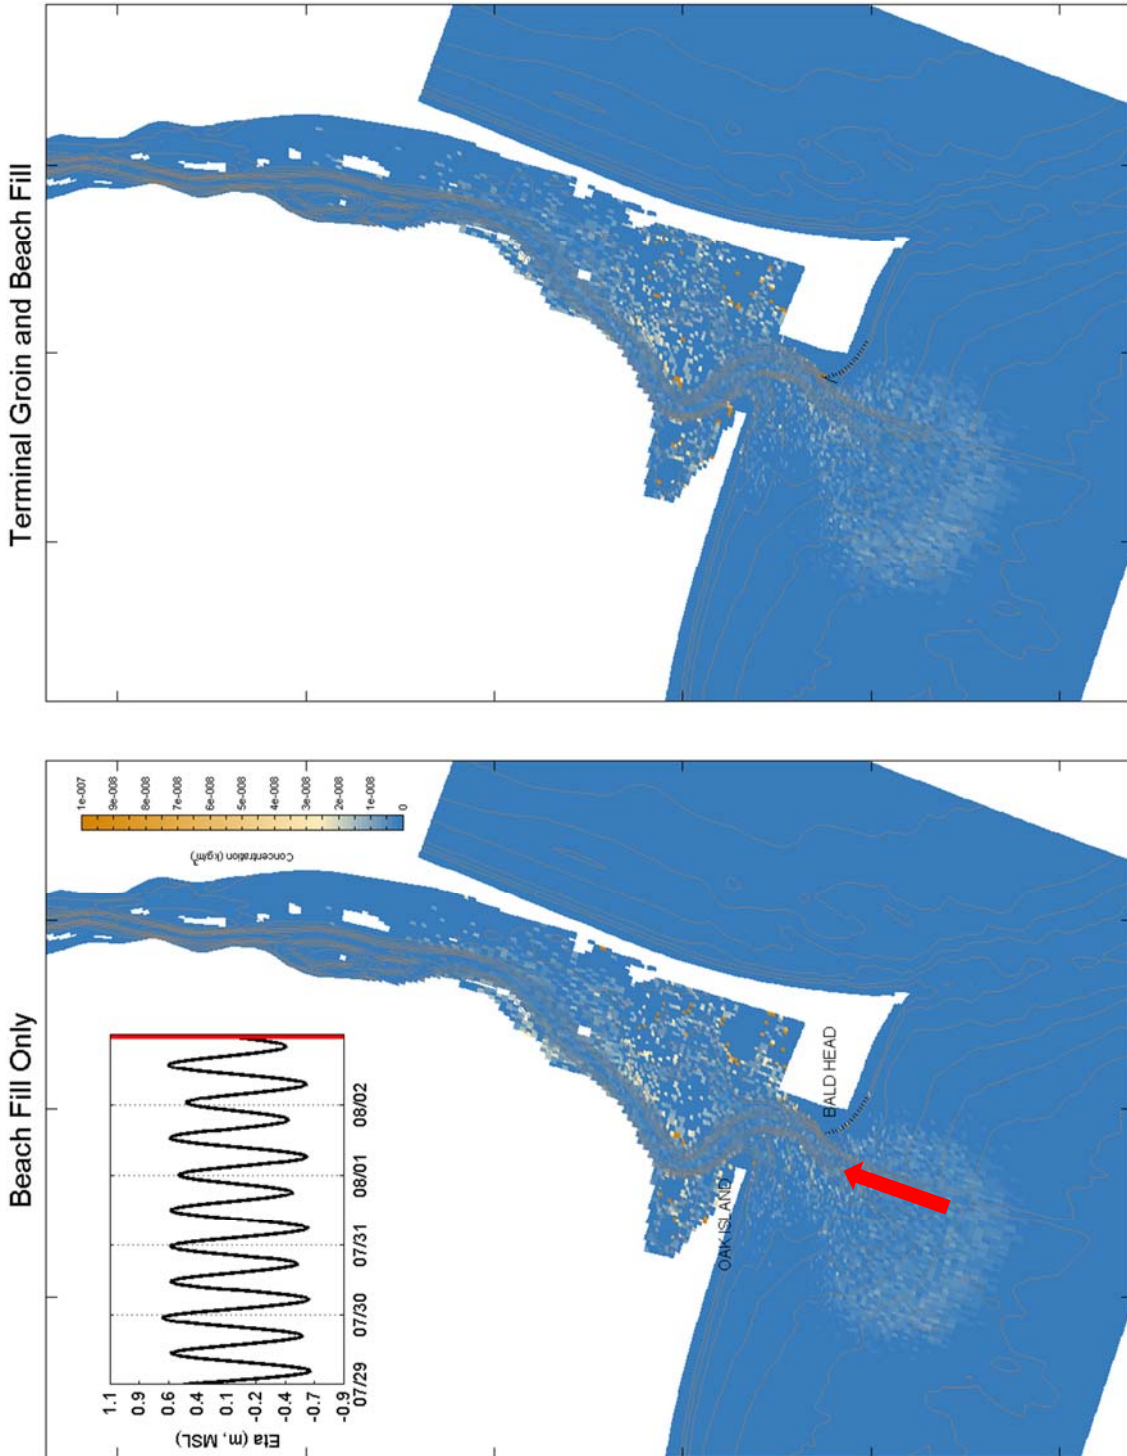 Beach Fill Only
Eta (m, MSL)
1.1
0.9
0.6
0.4
0.1
-0.2
-0.4
-0.7
-0.9
07/29
07/30
07/31
08/01
08/02
Concentration (kg/m³)
1e-007
9e-008
8e-008
7e-008
6e-008
5e-008
4e-008
3e-008
2e-008
1e-008
0
OAK ISLAND
BALD HEAD
Terminal Groin and Beach Fill